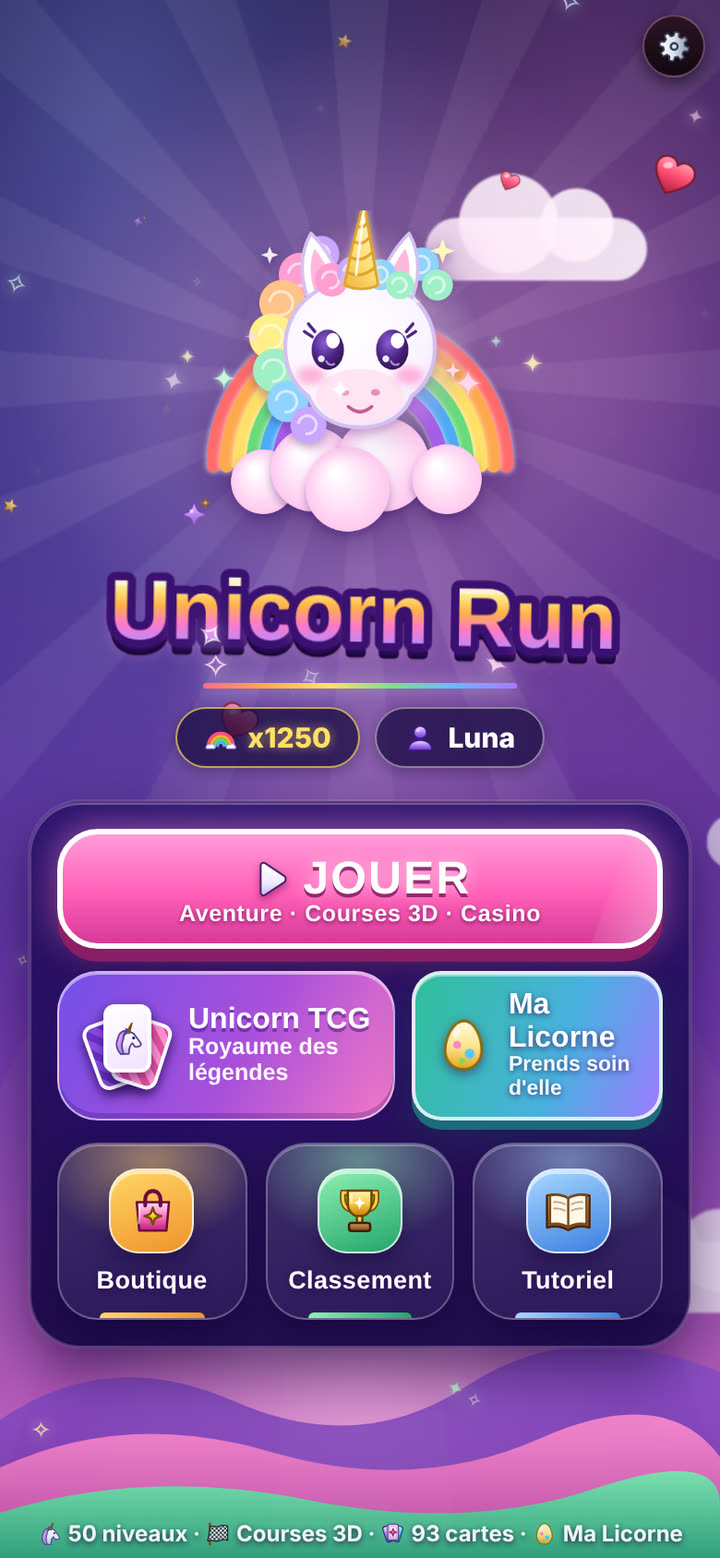 Unicorn Run
x1250
Luna
JOUER
Aventure · Courses 3D · Casino
Unicorn TCG
Royaume des
légendes
Ma
Licorne
Prends soin
d'elle
Boutique
Classement
Tutoriel
50 niveaux · Courses 3D · 93 cartes · Ma Licorne